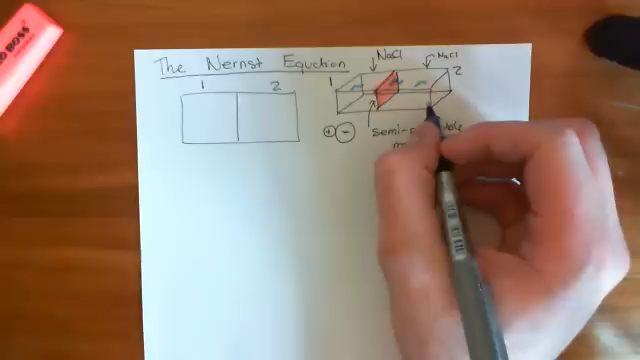 The Nernst Equation
NaCl
NaCl
1
2
1
2
+
-
semi-